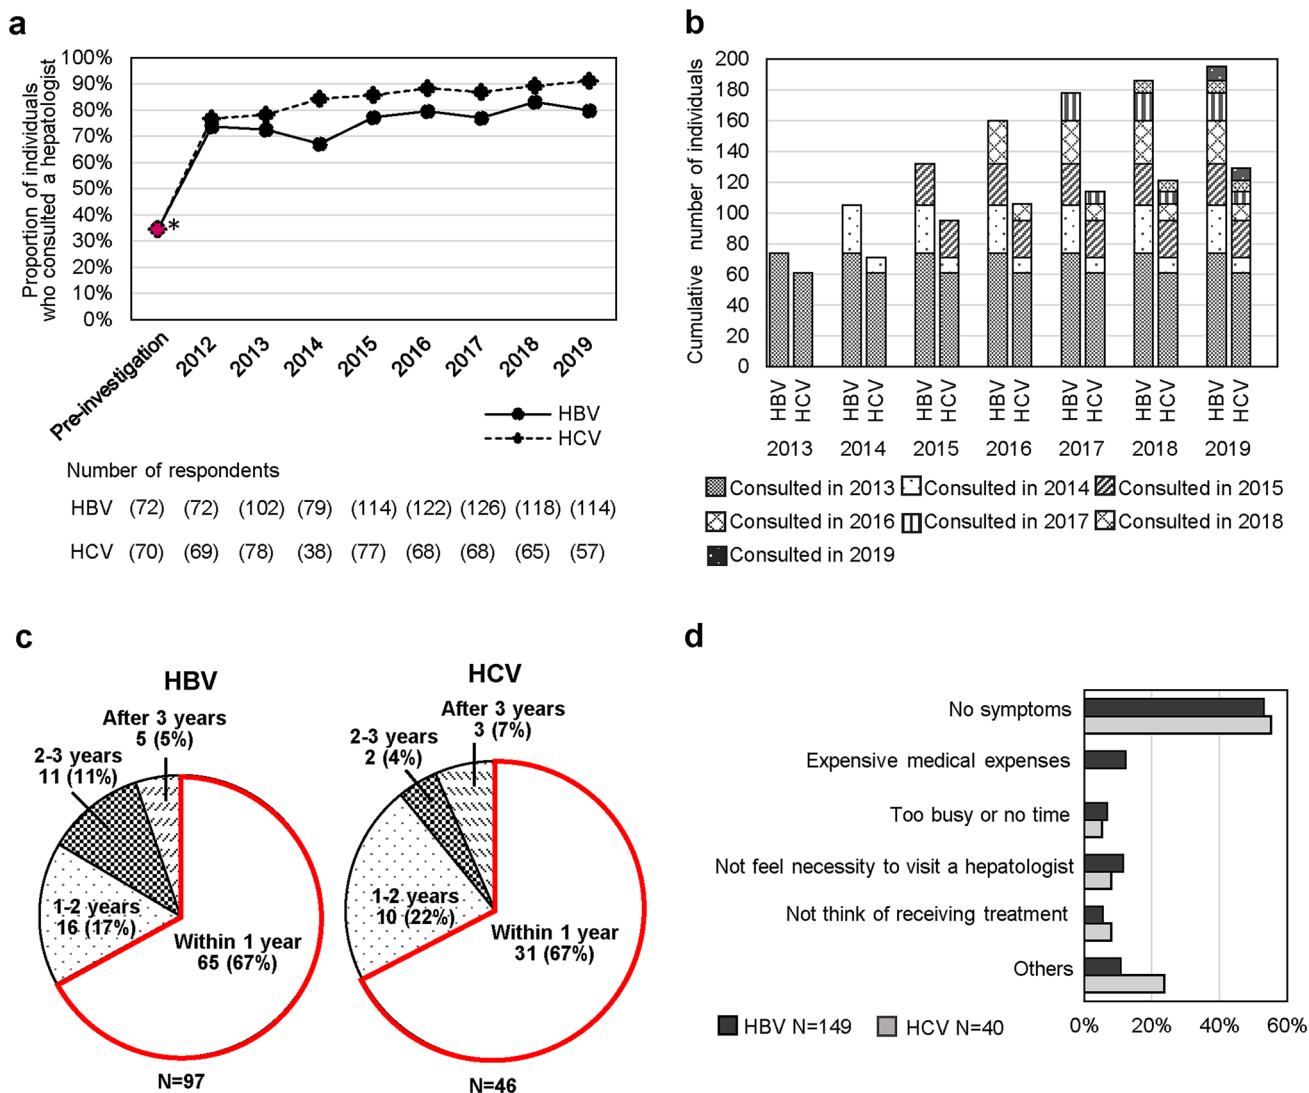 a
Proportion of individuals
who consulted a hepatologist
100%
90%
80%
70%
60%
50%
40%
30%
20%
10%
0%
*
Pre-investigation 2012 2013 2014 2015 2016 2017 2018 2019
HBV
HCV
Number of respondents
HBV (72) (72) (102) (79) (114) (122) (126) (118) (114)
HCV (70) (69) (78) (38) (77) (68) (68) (65) (57)
b
Cumulative number of individuals
200
180
160
140
120
100
80
60
40
20
0
HBV HCV HBV HCV HBV HCV HBV HCV HBV HCV HBV HCV HBV HCV
2013 2014 2015 2016 2017 2018 2019
Consulted in 2013 Consulted in 2014 Consulted in 2015
Consulted in 2016 Consulted in 2017 Consulted in 2018
Consulted in 2019
c
HBV
After 3 years
5 (5%)
2-3 years
11 (11%)
1-2 years
16 (17%)
Within 1 year
65 (67%)
N=97
HCV
After 3 years
3 (7%)
2-3 years
2 (4%)
1-2 years
10 (22%)
Within 1 year
31 (67%)
N=46
d
No symptoms
Expensive medical expenses
Too busy or no time
Not feel necessity to visit a hepatologist
Not think of receiving treatment
Others
0% 20% 40% 60%
HBV N=149 HCV N=40